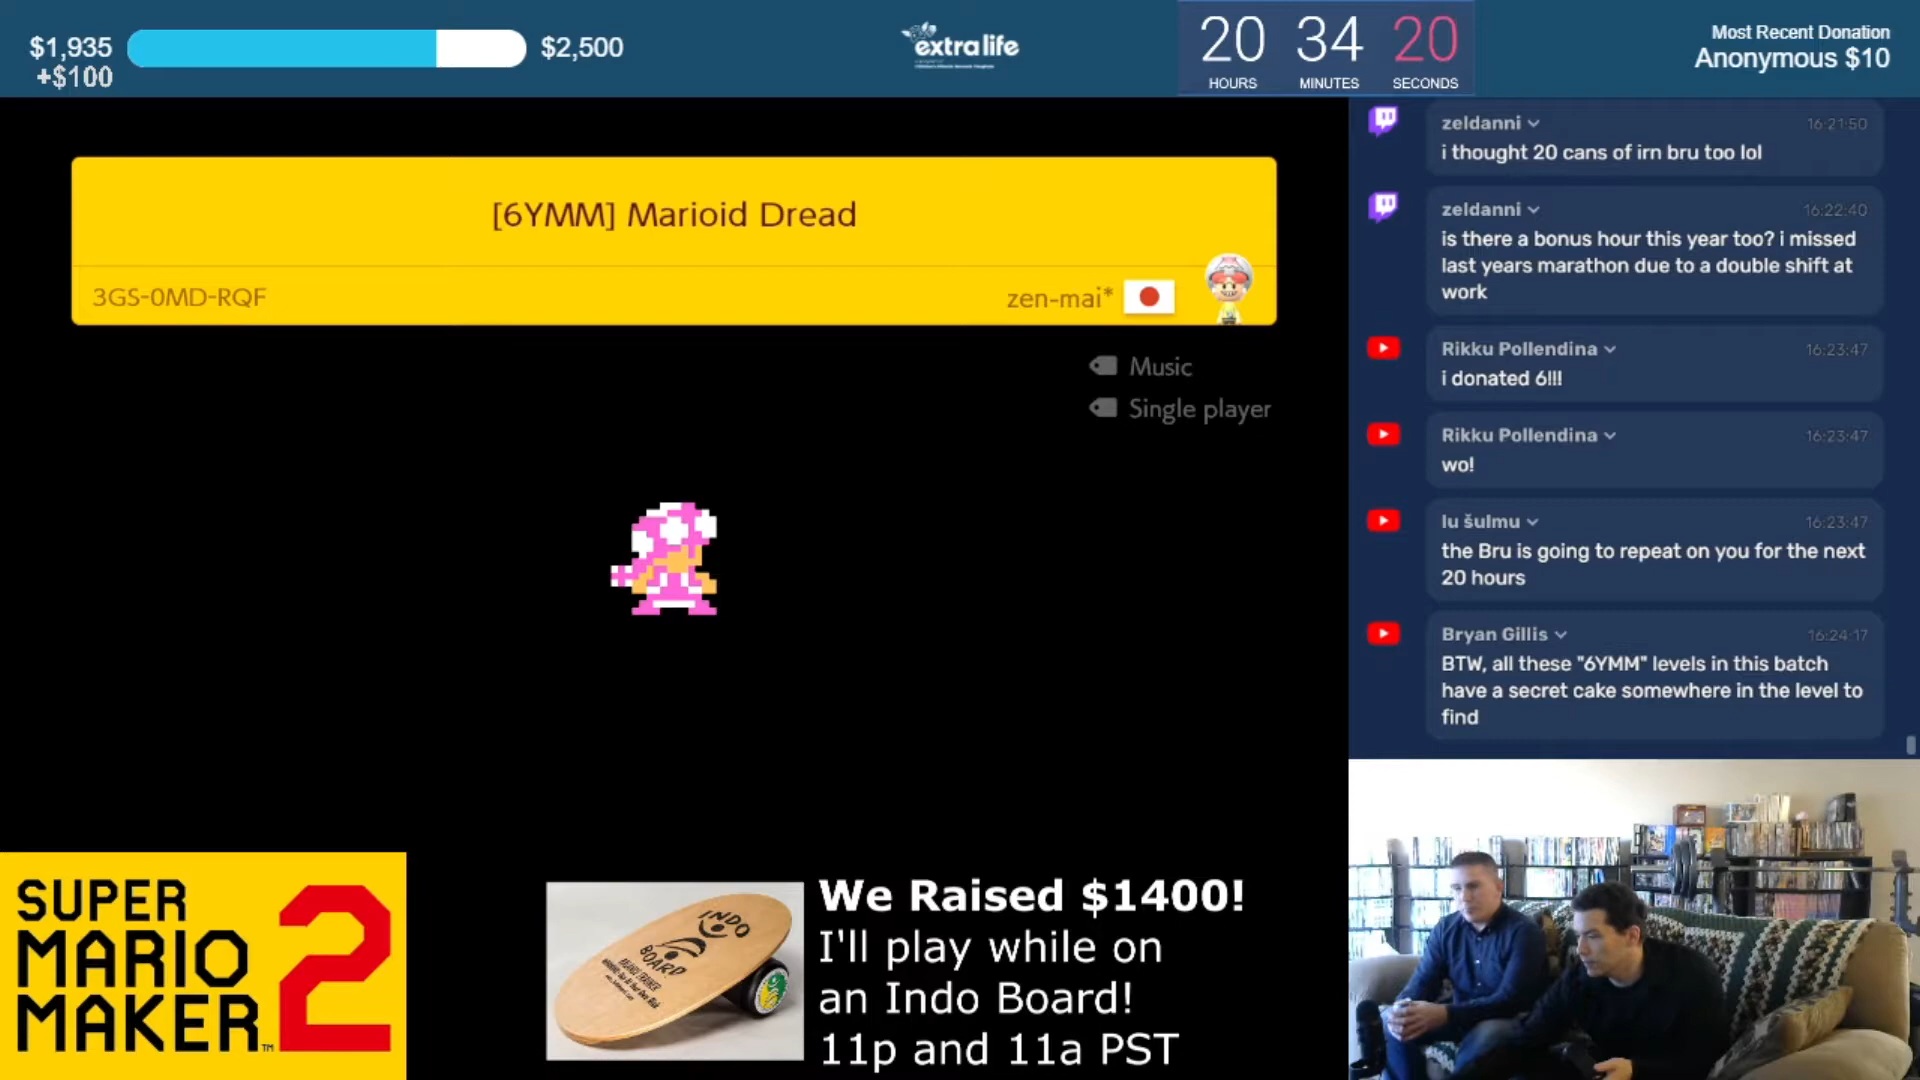 $1,935
+$100
$2,500
extralife
20
HOURS
34
MINUTES
20
SECONDS
Most Recent Donation
Anonymous $10
[6YMM] Marioid Dread
3GS-0MD-RQF
zen-mai*
Music
Single player
zeldanni
16:21:50
i thought 20 cans of irn bru too lol
zeldanni
16:22:40
is there a bonus hour this year too? i missed
last years marathon due to a double shift at
work
Rikku Pollendina
16:23:47
i donated 6!!!
Rikku Pollendina
16:23:47
wo!
lu šulmu
16:23:47
the Bru is going to repeat on you for the next
20 hours
Bryan Gillis
16:24:17
BTW, all these "6YMM" levels in this batch
have a secret cake somewhere in the level to
find
SUPER
MARIO
MAKER 2
TM
INDO
BOARD
We Raised $1400!
I'll play while on
an Indo Board!
11p and 11a PST